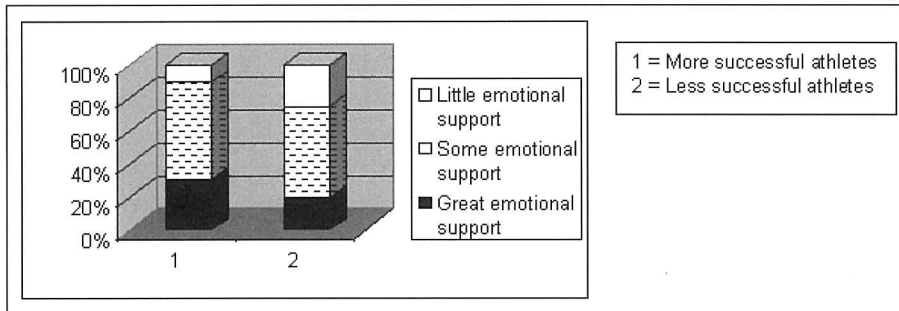 100%
80%
60%
40%
20%
0%
1
2
Little emotional
support
Some emotional
support
Great emotional
support
1 = More successful athletes
2 = Less successful athletes